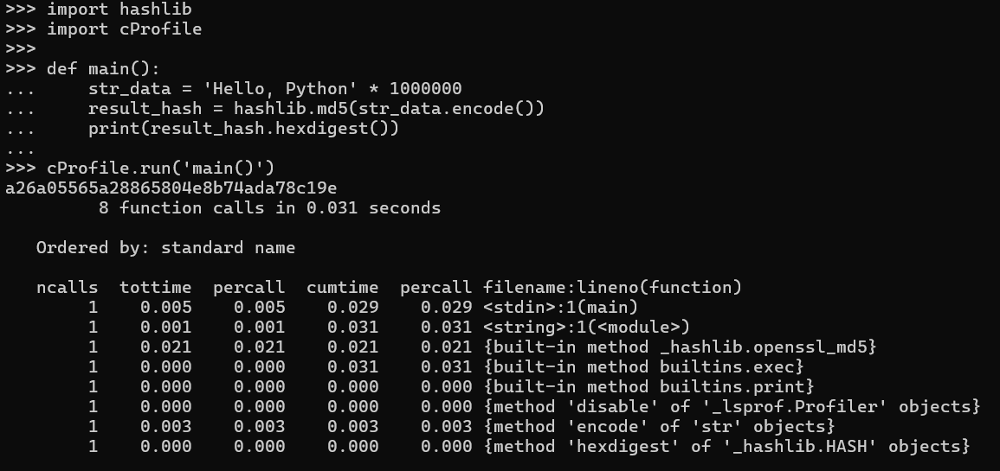 >>> import hashlib
>>> import cProfile
>>>
>>> def main():
...     str_data = 'Hello, Python' * 1000000
...     result_hash = hashlib.md5(str_data.encode())
...     print(result_hash.hexdigest())
...
>>> cProfile.run('main()')
a26a05565a28865804e8b74ada78c19e
         8 function calls in 0.031 seconds

   Ordered by: standard name

   ncalls  tottime  percall  cumtime  percall filename:lineno(function)
        1    0.005    0.005    0.029    0.029 <stdin>:1(main)
        1    0.001    0.001    0.031    0.031 <string>:1(<module>)
        1    0.021    0.021    0.021    0.021 {built-in method _hashlib.openssl_md5}
        1    0.000    0.000    0.031    0.031 {built-in method builtins.exec}
        1    0.000    0.000    0.000    0.000 {built-in method builtins.print}
        1    0.000    0.000    0.000    0.000 {method 'disable' of '_lsprof.Profiler' objects}
        1    0.003    0.003    0.003    0.003 {method 'encode' of 'str' objects}
        1    0.000    0.000    0.000    0.000 {method 'hexdigest' of '_hashlib.HASH' objects}